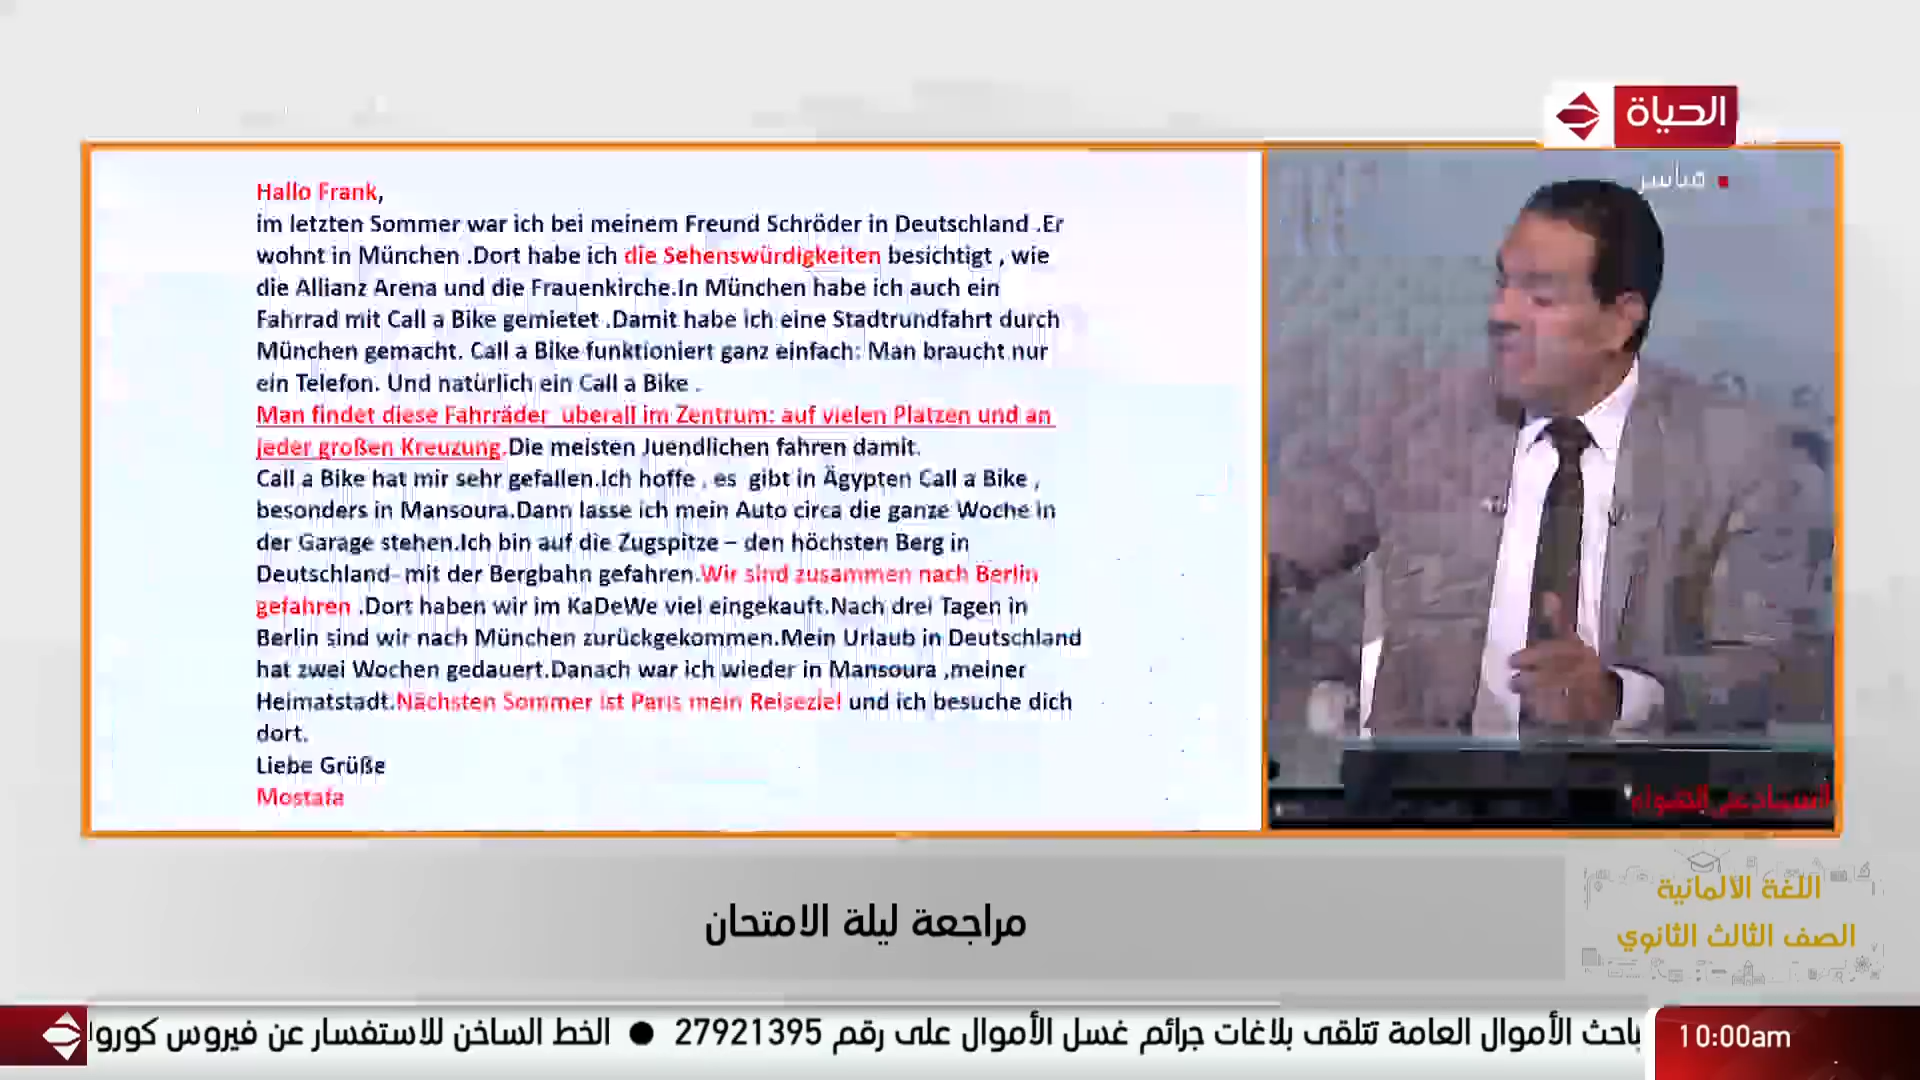 الحياة
مباشر
Hallo Frank,
im letzten Sommer war ich bei meinem Freund Schröder in Deutschland .Er
wohnt in München .Dort habe ich die Sehenswürdigkeiten besichtigt , wie
die Allianz Arena und die Frauenkirche.In München habe ich auch ein
Fahrrad mit Call a Bike gemietet .Damit habe ich eine Stadtrundfahrt durch
München gemacht. Call a Bike funktioniert ganz einfach: Man braucht nur
ein Telefon. Und natürlich ein Call a Bike .
Man findet diese Fahrräder überall im Zentrum: auf vielen Plätzen und an
jeder großen Kreuzung.Die meisten Juendlichen fahren damit.
Call a Bike hat mir sehr gefallen.Ich hoffe , es gibt in Ägypten Call a Bike ,
besonders in Mansoura.Dann lasse ich mein Auto circa die ganze Woche in
der Garage stehen.Ich bin auf die Zugspitze – den höchsten Berg in
Deutschland- mit der Bergbahn gefahren.Wir sind zusammen nach Berlin
gefahren .Dort haben wir im KaDeWe viel eingekauft.Nach drei Tagen in
Berlin sind wir nach München zurückgekommen.Mein Urlaub in Deutschland
hat zwei Wochen gedauert.Danach war ich wieder in Mansoura ,meiner
Heimatstadt.Nächsten Sommer ist Paris mein Reiseziel und ich besuche dich
dort.
Liebe Grüße
Mostafa
مراجعة ليلة الامتحان
اللغة الالمانية
الصف الثالث الثانوي
باحث الأموال العامة تتلقى بلاغات جرائم غسل الأموال على رقم 27921395 ● الخط الساخن للاستفسار عن فيروس كورو
10:00am